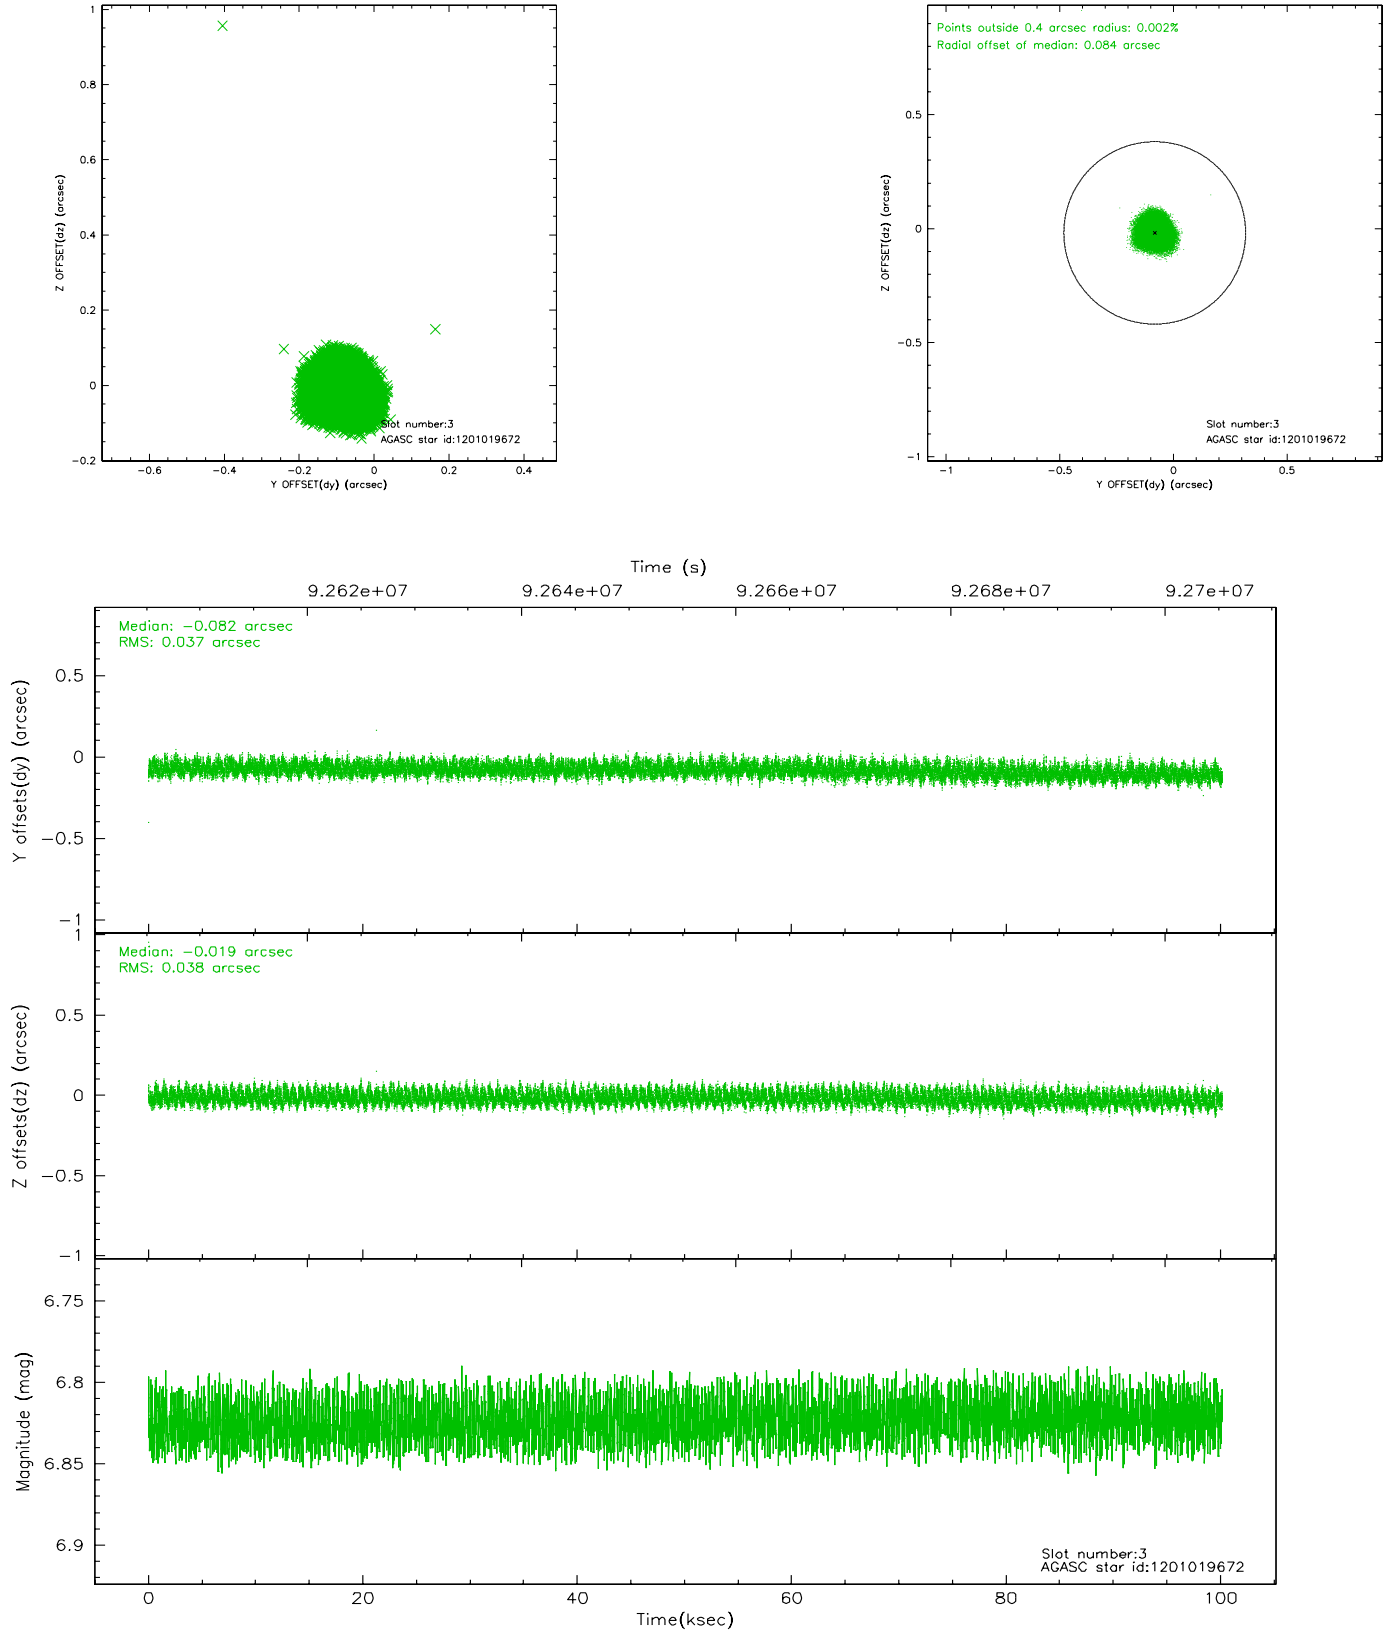 1
0.8
0.6
0.4
0.2
0
−0.2
−0.6
−0.4
−0.2
0
0.2
0.4
Z OFFSET(dz) (arcsec)
Y OFFSET(dy) (arcsec)
Slot number:3
AGASC star id:1201019672
Points outside 0.4 arcsec radius: 0.002%
Radial offset of median: 0.084 arcsec
0.5
0
−0.5
−1
−1
−0.5
0
0.5
Z OFFSET(dz) (arcsec)
Y OFFSET(dy) (arcsec)
Slot number:3
AGASC star id:1201019672
Time (s)
9.262e+07
9.264e+07
9.266e+07
9.268e+07
9.27e+07
Median: −0.082 arcsec
RMS: 0.037 arcsec
0.5
0
−0.5
−1
Y offsets(dy) (arcsec)
Median: −0.019 arcsec
RMS: 0.038 arcsec
1
0.5
0
−0.5
−1
Z offsets(dz) (arcsec)
6.75
6.8
6.85
6.9
Magnitude (mag)
Slot number:3
AGASC star id:1201019672
0
20
40
60
80
100
Time(ksec)